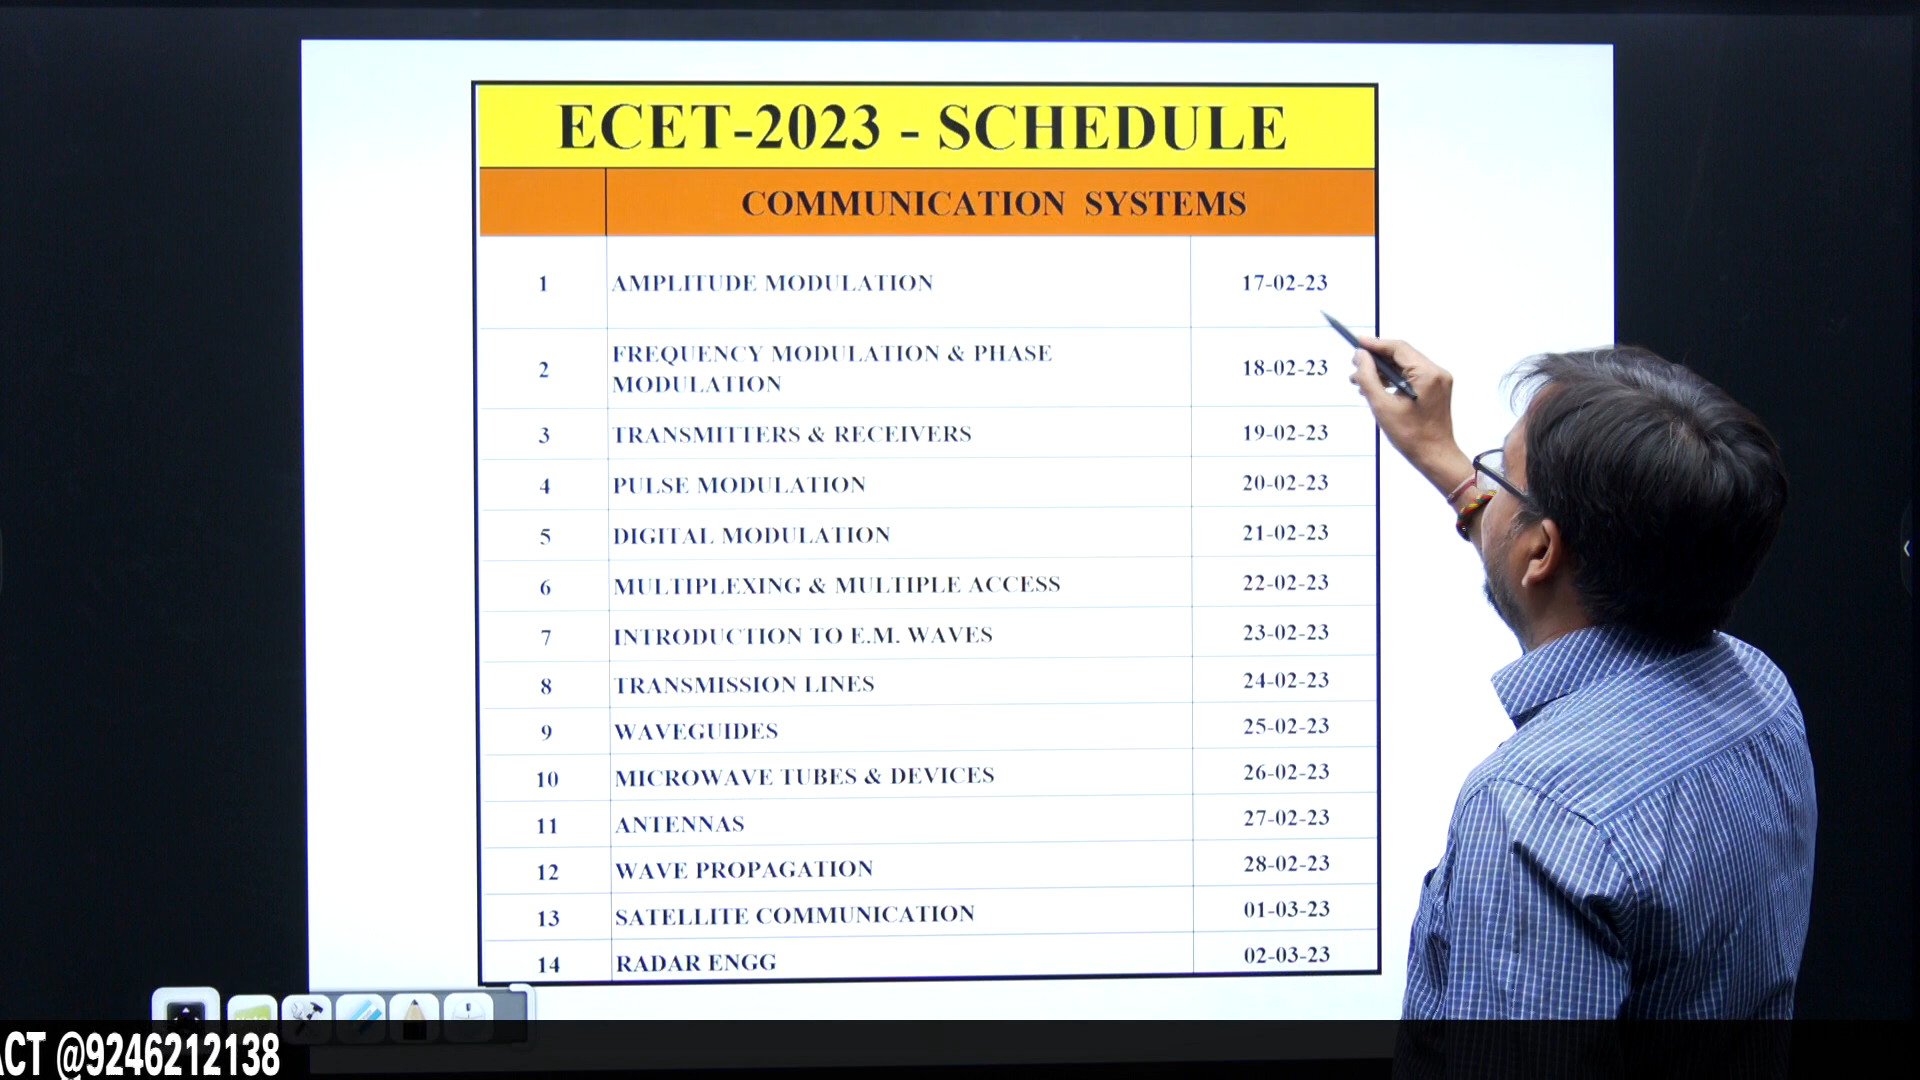 ECET-2023 - SCHEDULE
COMMUNICATION SYSTEMS
1 AMPLITUDE MODULATION 17-02-23
2 FREQUENCY MODULATION & PHASE MODULATION 18-02-23
3 TRANSMITTERS & RECEIVERS 19-02-23
4 PULSE MODULATION 20-02-23
5 DIGITAL MODULATION 21-02-23
6 MULTIPLEXING & MULTIPLE ACCESS 22-02-23
7 INTRODUCTION TO E.M. WAVES 23-02-23
8 TRANSMISSION LINES 24-02-23
9 WAVEGUIDES 25-02-23
10 MICROWAVE TUBES & DEVICES 26-02-23
11 ANTENNAS 27-02-23
12 WAVE PROPAGATION 28-02-23
13 SATELLITE COMMUNICATION 01-03-23
14 RADAR ENGG 02-03-23
ACT @9246212138